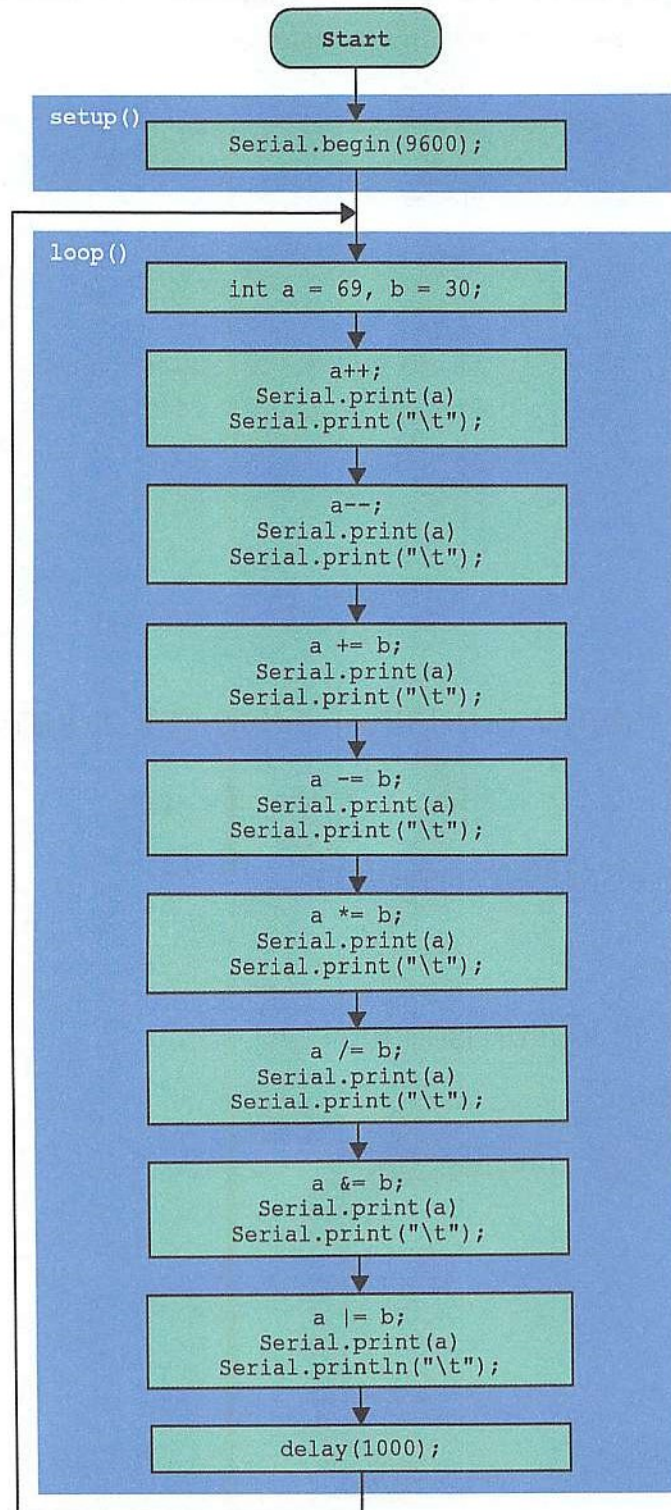 Start
setup()
Serial.begin(9600);
loop()
int a = 69, b = 30;
a++;
Serial.print(a)
Serial.print("\t");
a--;
Serial.print(a)
Serial.print("\t");
a += b;
Serial.print(a)
Serial.print("\t");
a -= b;
Serial.print(a)
Serial.print("\t");
a *= b;
Serial.print(a)
Serial.print("\t");
a /= b;
Serial.print(a)
Serial.print("\t");
a &= b;
Serial.print(a)
Serial.print("\t");
a |= b;
Serial.print(a)
Serial.println("\t");
delay(1000);